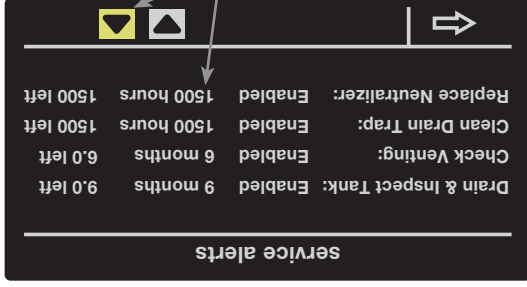 service alerts
Drain & Inspect Tank: Enabled 9 months 9.0 left
Check Venting: Enabled 6 months 6.0 left
Clean Drain Trap: Enabled 1500 hours 1500 left
Replace Neutralizer: Enabled 1500 hours 1500 left